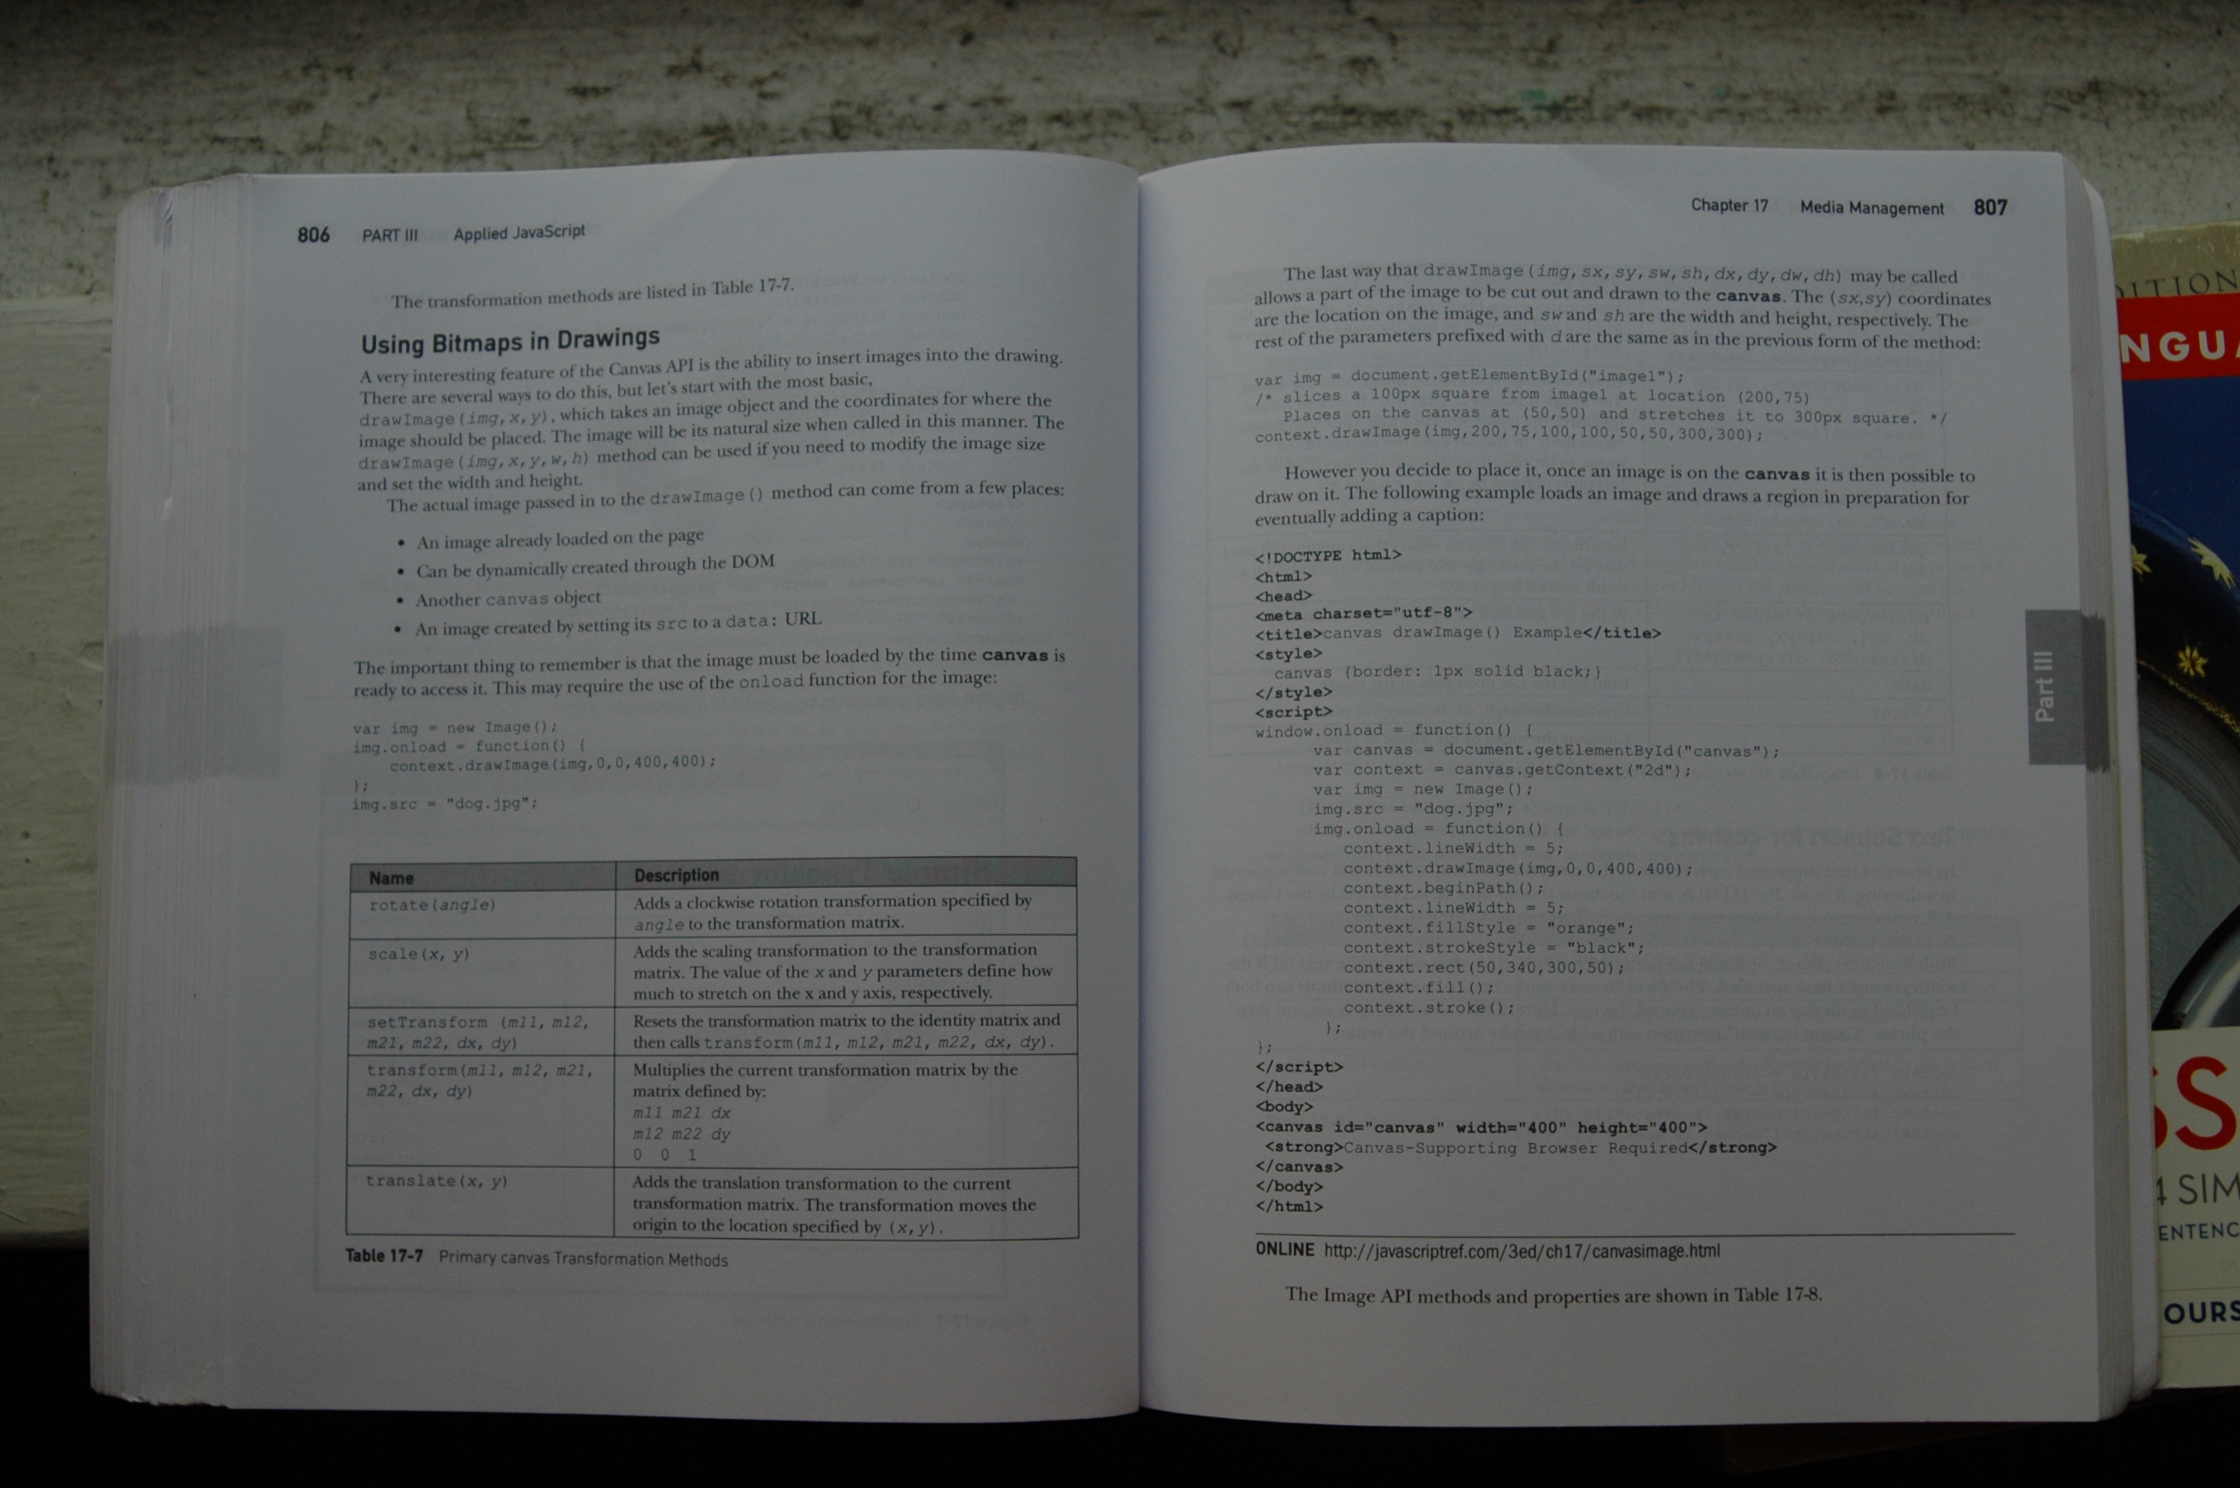 806 PART III Applied JavaScript
The transformation methods are listed in Table 17-7.
Using Bitmaps in Drawings
A very interesting feature of the Canvas API is the ability to insert images into the drawing.
There are several ways to do this, but let's start with the most basic,
drawImage(img,x,y), which takes an image object and the coordinates for where the
image should be placed. The image will be its natural size when called in this manner. The
drawImage(img,x,y,w,h) method can be used if you need to modify the image size
and set the width and height.
The actual image passed in to the drawImage() method can come from a few places:
• An image already loaded on the page
• Can be dynamically created through the DOM
• Another canvas object
• An image created by setting its src to a data: URL
The important thing to remember is that the image must be loaded by the time canvas is
ready to access it. This may require the use of the onload function for the image:
var img = new Image();
img.onload = function() {
context.drawImage(img,0,0,400,400);
};
img.src = "dog.jpg";
Name Description
rotate(angle) Adds a clockwise rotation transformation specified by
angle to the transformation matrix.
scale(x, y) Adds the scaling transformation to the transformation
matrix. The value of the x and y parameters define how
much to stretch on the x and y axis, respectively.
setTransform (m11, m12, Resets the transformation matrix to the identity matrix and
m21, m22, dx, dy) then calls transform(m11, m12, m21, m22, dx, dy).
transform(m11, m12, m21, Multiplies the current transformation matrix by the
m22, dx, dy) matrix defined by:
m11 m21 dx
m12 m22 dy
0 0 1
translate(x, y) Adds the translation transformation to the current
transformation matrix. The transformation moves the
origin to the location specified by (x,y).
Table 17-7 Primary canvas Transformation Methods
Chapter 17 Media Management 807
The last way that drawImage(img, sx, sy, sw, sh, dx, dy, dw, dh) may be called
allows a part of the image to be cut out and drawn to the canvas. The (sx,sy) coordinates
are the location on the image, and sw and sh are the width and height, respectively. The
rest of the parameters prefixed with d are the same as in the previous form of the method:
var img = document.getElementById("image1");
/* slices a 100px square from image1 at location (200,75)
Places on the canvas at (50,50) and stretches it to 300px square. */
context.drawImage(img,200,75,100,100,50,50,300,300);
However you decide to place it, once an image is on the canvas it is then possible to
draw on it. The following example loads an image and draws a region in preparation for
eventually adding a caption:
<!DOCTYPE html>
<html>
<head>
<meta charset="utf-8">
<title>canvas drawImage() Example</title>
<style>
canvas {border: 1px solid black;}
</style>
<script>
window.onload = function() {
var canvas = document.getElementById("canvas");
var context = canvas.getContext("2d");
var img = new Image();
img.src = "dog.jpg";
img.onload = function() {
context.lineWidth = 5;
context.drawImage(img,0,0,400,400);
context.beginPath();
context.lineWidth = 5;
context.fillStyle = "orange";
context.strokeStyle = "black";
context.rect(50,340,300,50);
context.fill();
context.stroke();
};
};
</script>
</head>
<body>
<canvas id="canvas" width="400" height="400">
<strong>Canvas-Supporting Browser Required</strong>
</canvas>
</body>
</html>
ONLINE http://javascriptref.com/3ed/ch17/canvasimage.html
The Image API methods and properties are shown in Table 17-8.
Part III
DITION
NGU
SS
4 SIM
ENTENC
OURS